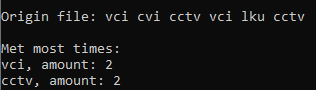 Origin file: vci cvi cctv vci lku cctv
Met most times:
vci, amount: 2
cctv, amount: 2